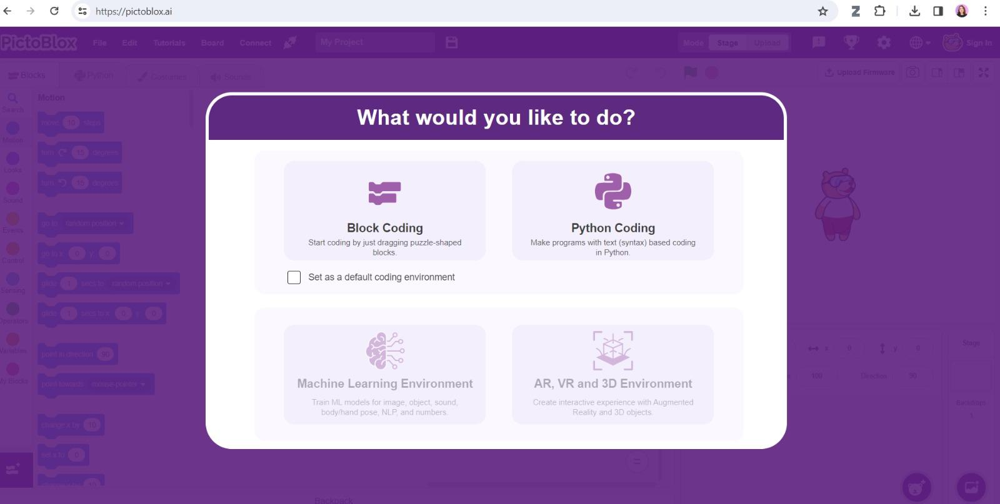 https://pictoblox.ai
PictoBlox File Edit Tutorials Board Connect My Project Mode Stage Upload Sign In
Blocks Python Costumes Sounds Upload Firmware
Search
Motion
Looks
Sound
Events
Control
Sensing
Operators
Variables
My Blocks
Motion
move 10 steps
turn 15 degrees
turn 15 degrees
go to random position
go to x: 0 y: 0
glide 1 secs to random position
glide 1 secs to x: 0 y: 0
point in direction 90
point towards mouse-pointer
change x by 10
set x to 0
change y by 10
What would you like to do?
Block Coding
Start coding by just dragging puzzle-shaped
blocks.
Python Coding
Make programs with text (syntax) based coding
in Python.
Set as a default coding environment
Machine Learning Environment
Train ML models for image, object, sound,
body/hand pose, NLP, and numbers.
AR, VR and 3D Environment
Create interactive experience with Augmented
Reality and 3D objects.
x 0 y 0
100 Direction 90
Stage
Backdrops
1
Backpack